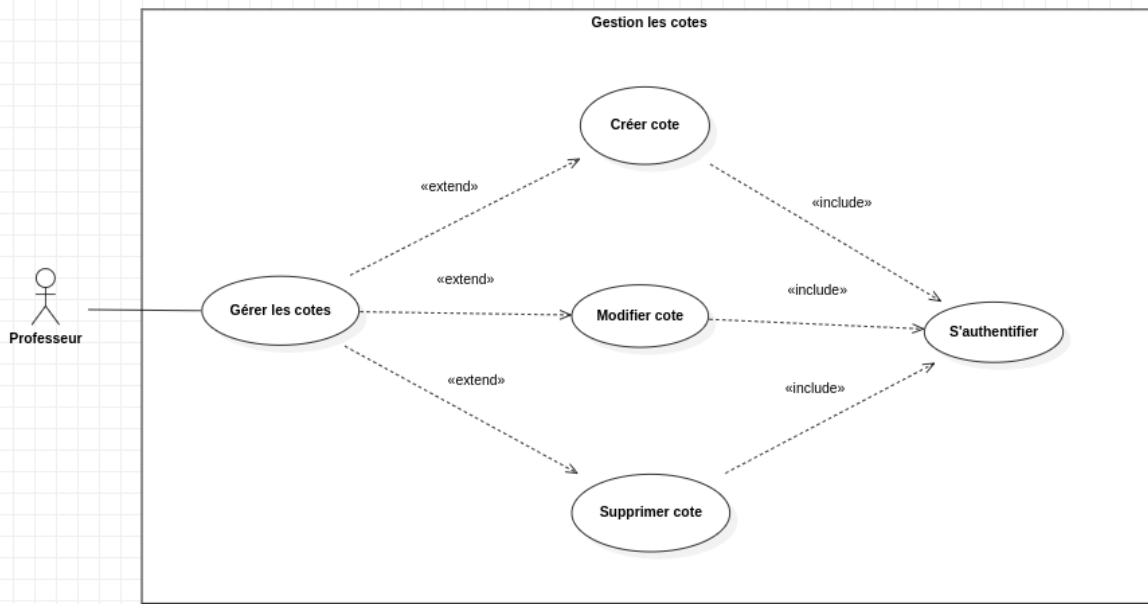 Gestion les cotes
Créer cote
«extend»
«include»
«extend»
«include»
Gérer les cotes
Modifier cote
S'authentifier
Professeur
«extend»
«include»
Supprimer cote